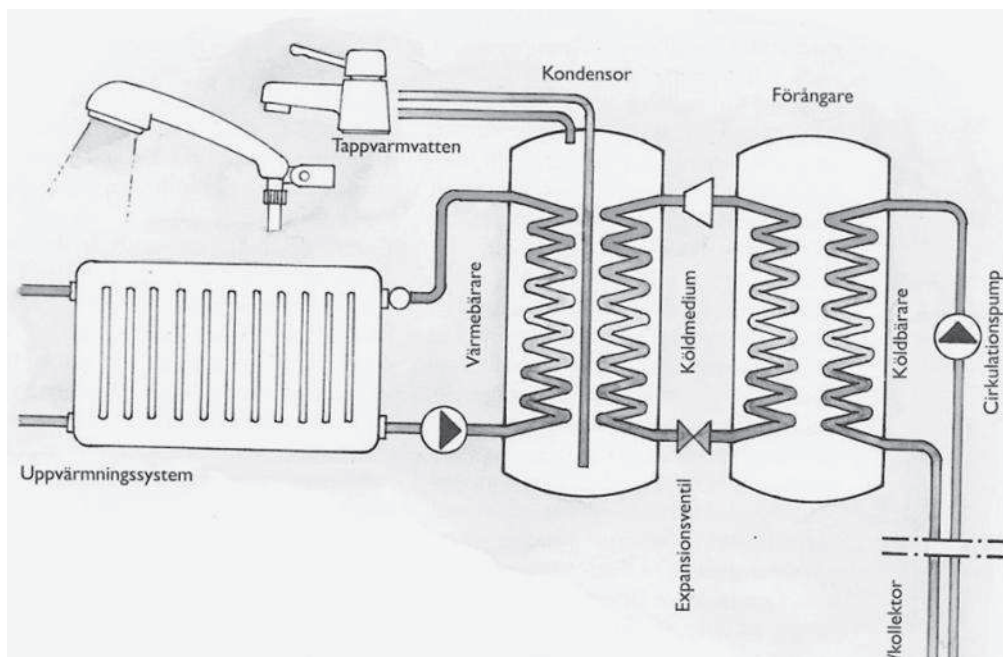 Kondensor
Förångare
Tappvarmvatten
Värmebärare
Köldmedium
Köldbärare
Cirkulationspump
Uppvärmningssystem
Expansionsventil
/kollektor